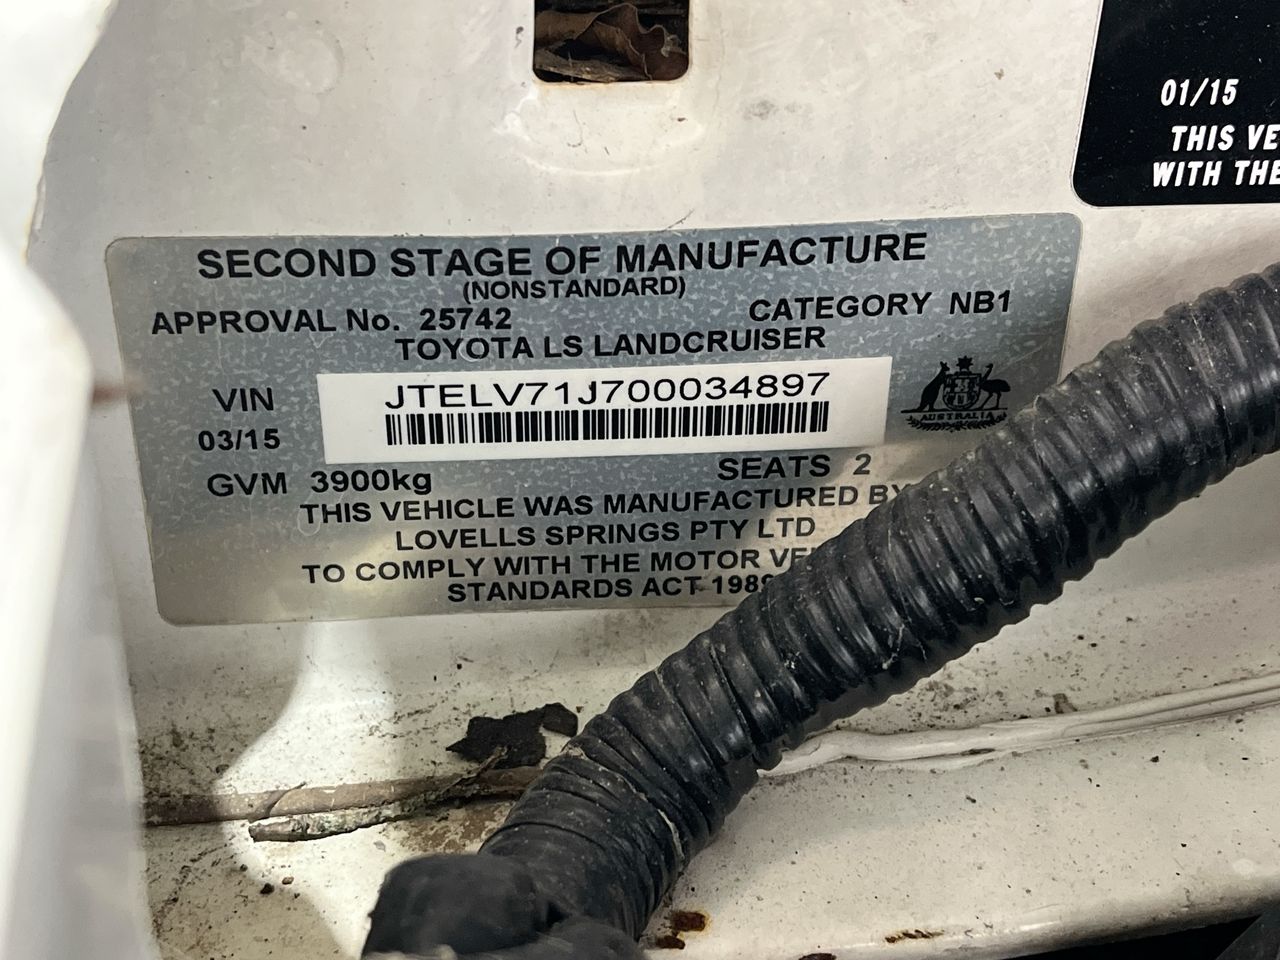 01/15
THIS VE
WITH THE
SECOND STAGE OF MANUFACTURE
(NONSTANDARD)
APPROVAL No. 25742 CATEGORY NB1
TOYOTA LS LANDCRUISER
VIN JTELV71J700034897
03/15
AUSTRALIA
GVM 3900kg SEATS 2
THIS VEHICLE WAS MANUFACTURED BY
LOVELLS SPRINGS PTY LTD
TO COMPLY WITH THE MOTOR VE
STANDARDS ACT 1989